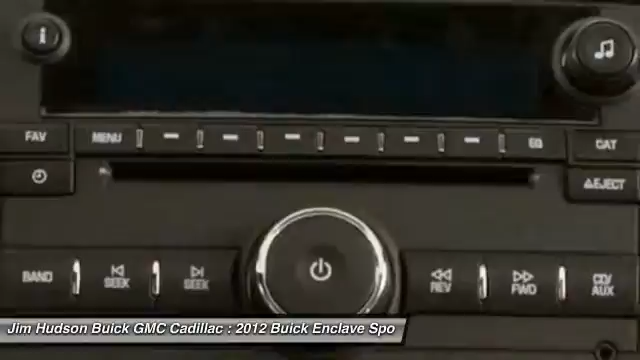 FAV MENU EQ CAT
EJECT
BAND SEEK SEEK REV FWD CD/AUX
Jim Hudson Buick GMC Cadillac : 2012 Buick Enclave Spo